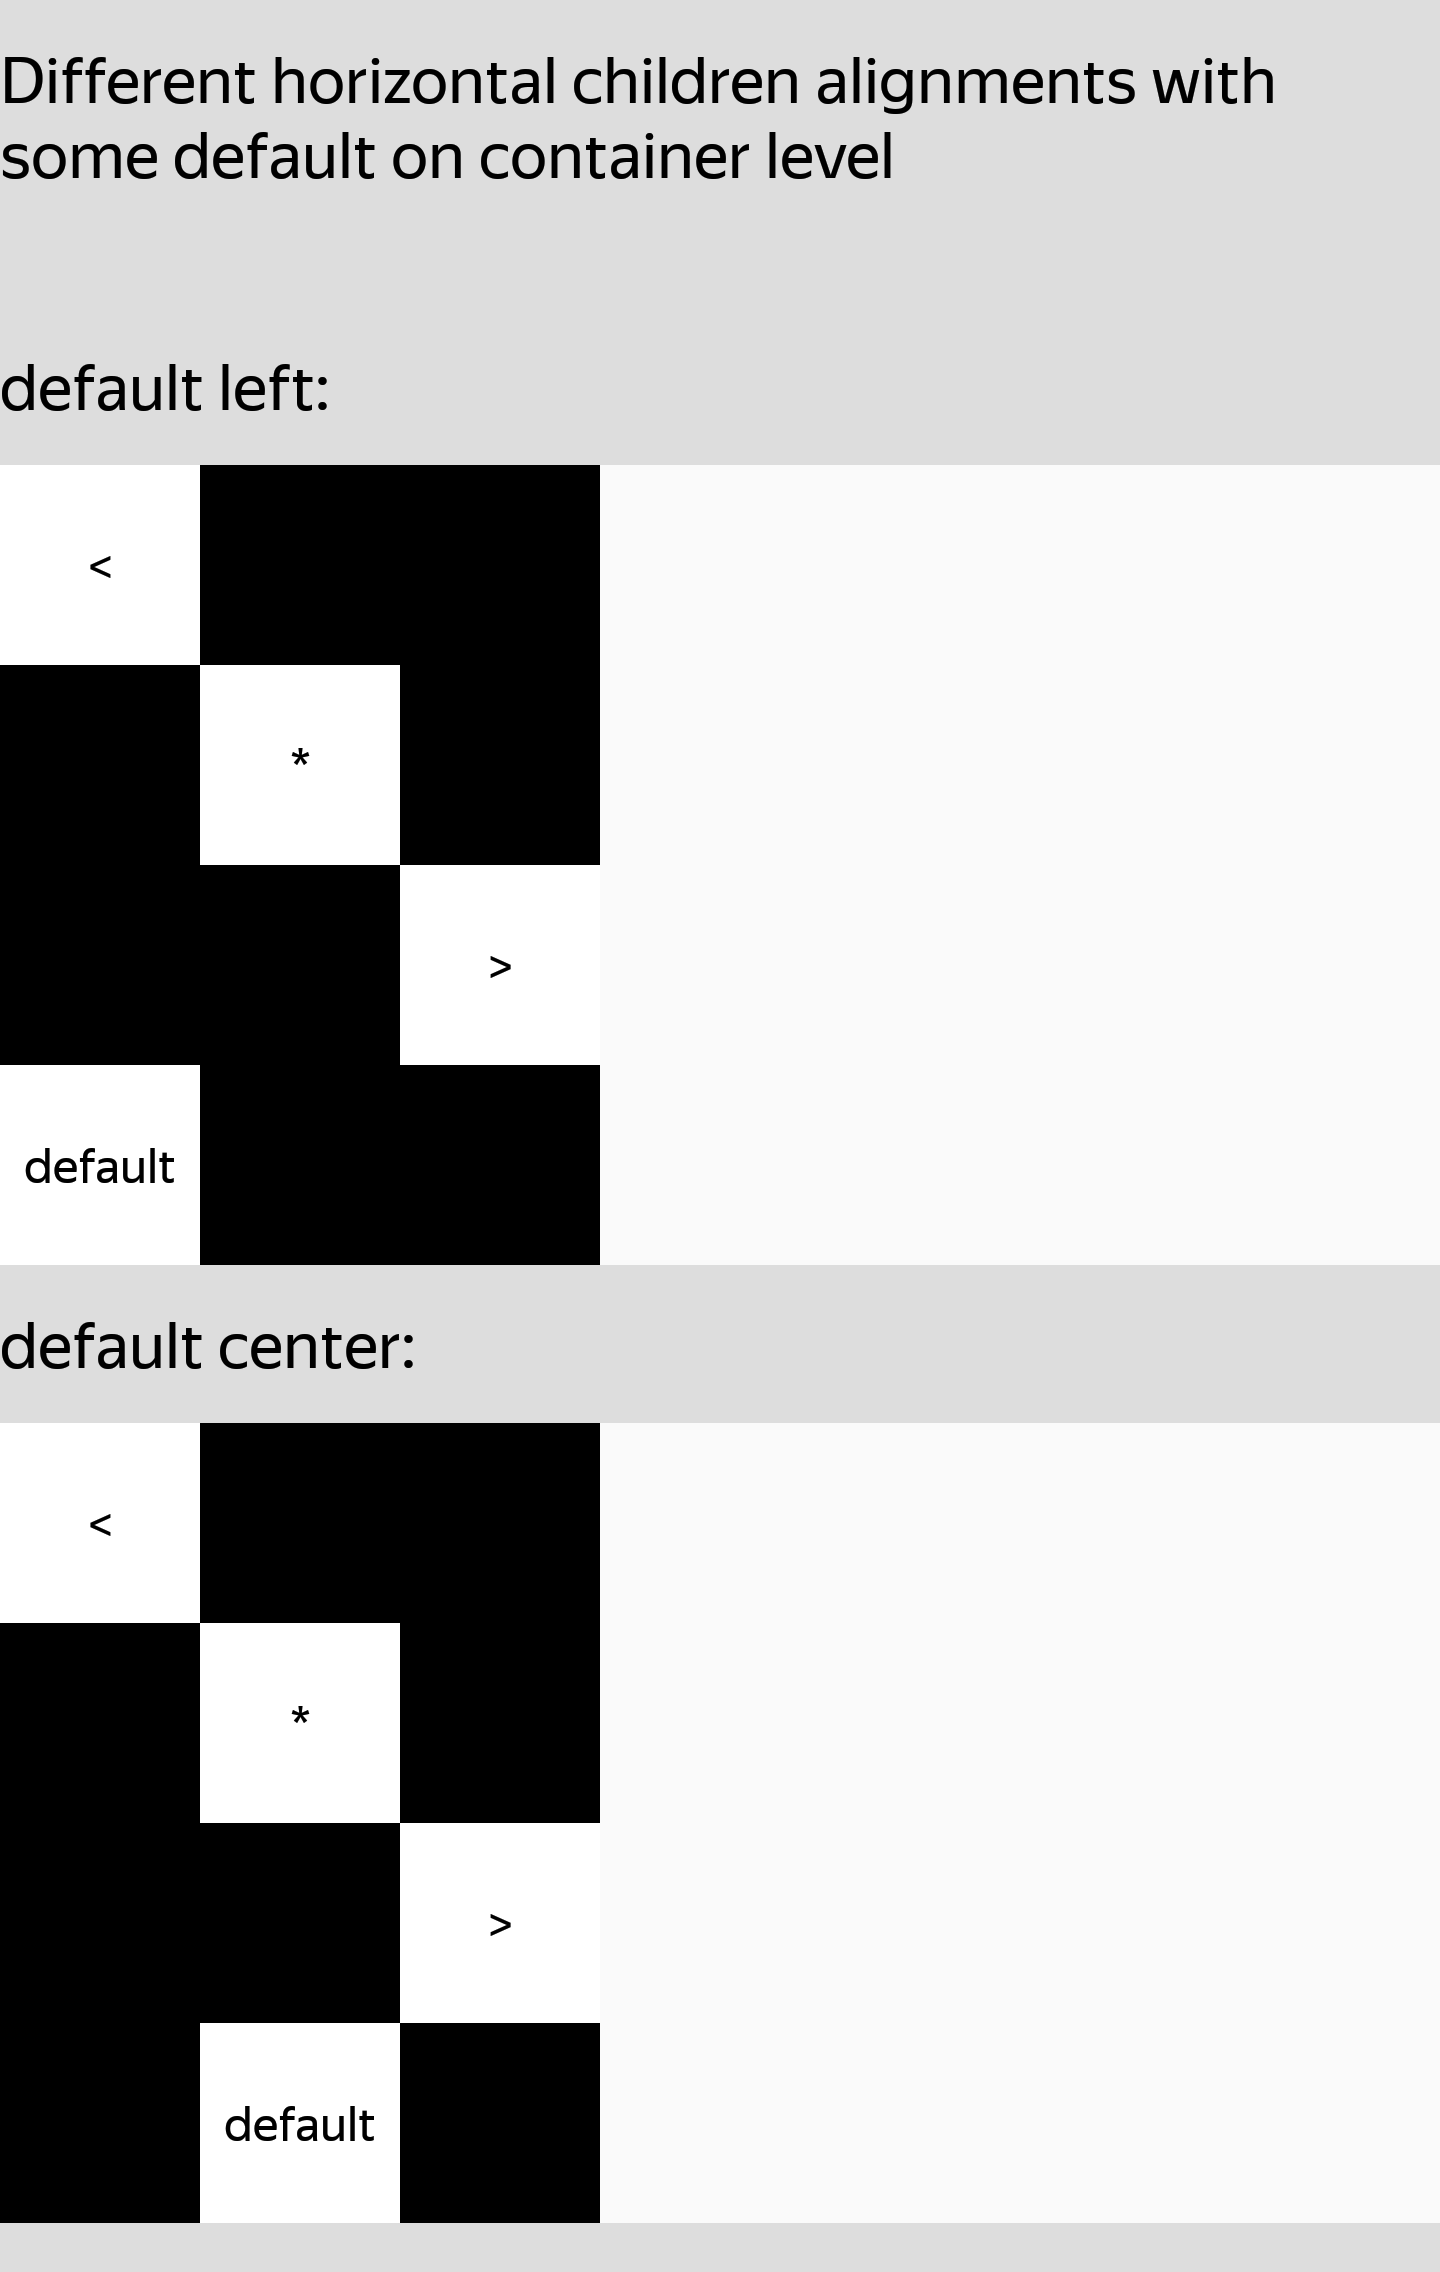 Different horizontal children alignments with
some default on container level
default left:
<
*
>
default
default center:
<
*
>
default